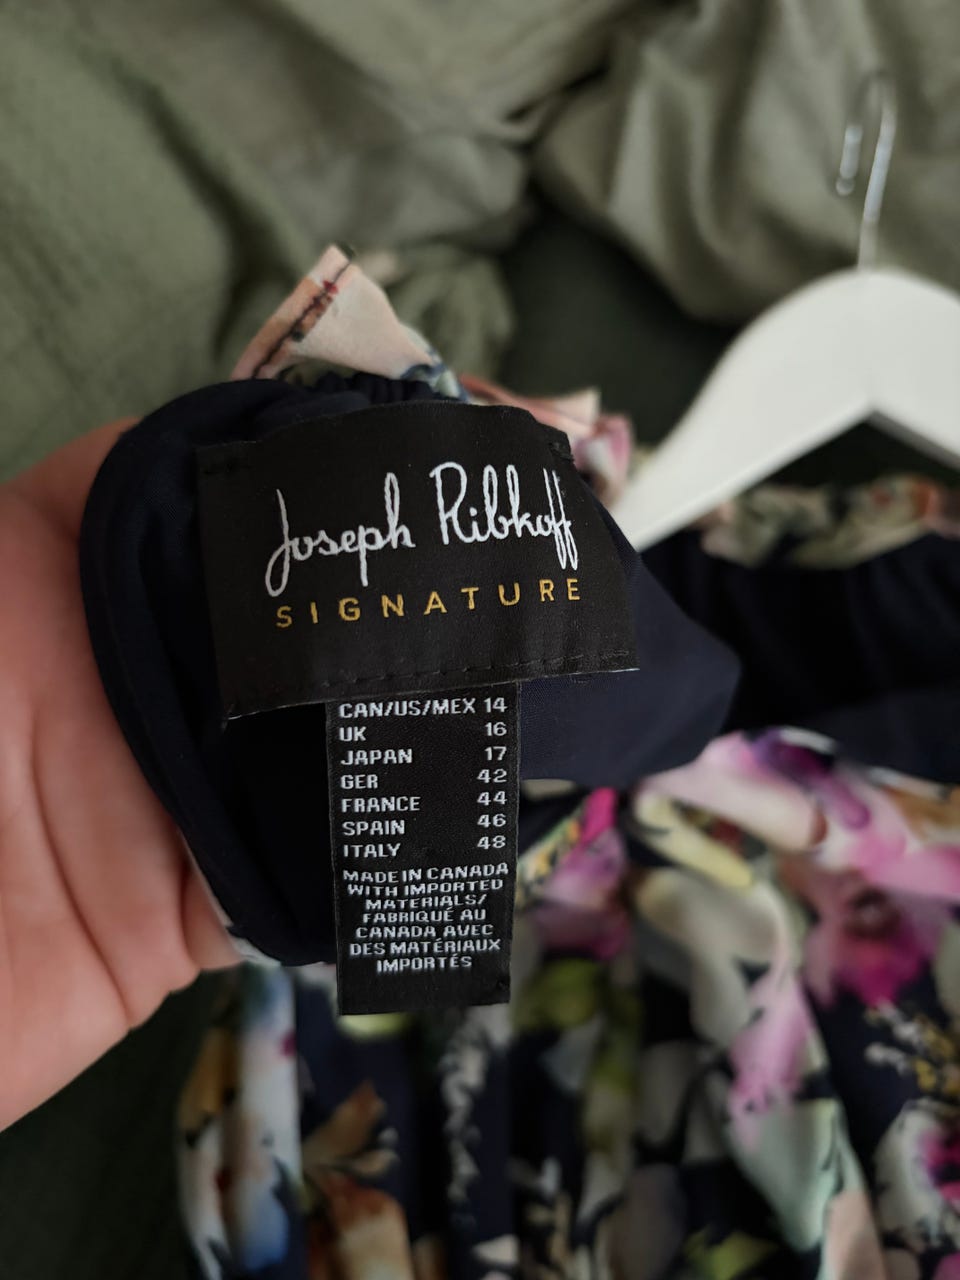 Joseph Ribkoff
SIGNATURE
CAN/US/MEX 14
UK 16
JAPAN 17
GER 42
FRANCE 44
SPAIN 46
ITALY 48
MADE IN CANADA
WITH IMPORTED
MATERIALS/
FABRIQUÉ AU
CANADA AVEC
DES MATÉRIAUX
IMPORTÉS